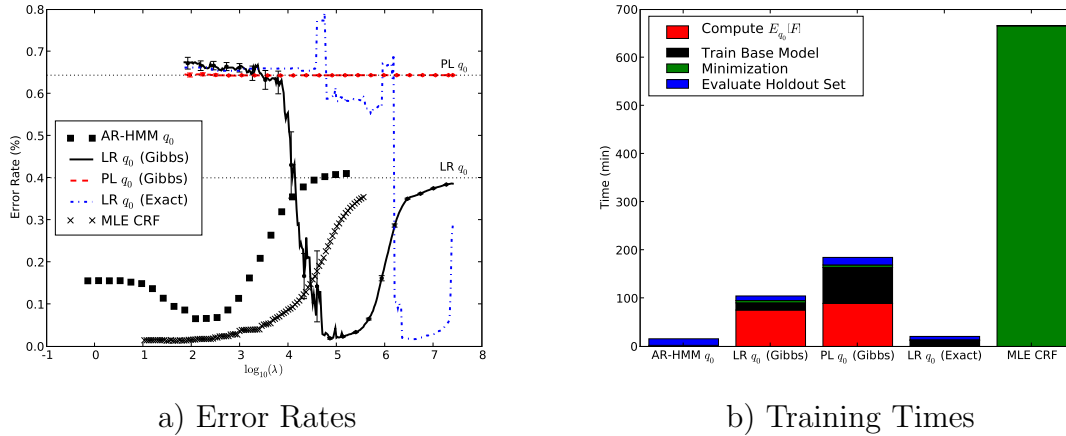 0.8
0.7
0.6
0.5
0.4
0.3
0.2
0.1
0.0
Error Rate (%)
PL q₀
LR q₀
AR-HMM q₀
LR q₀ (Gibbs)
PL q₀ (Gibbs)
LR q₀ (Exact)
MLE CRF
-1 0 1 2 3 4 5 6 7 8
log₁₀(λ)
a) Error Rates
700
600
500
400
300
200
100
0
Time (min)
Compute E_q₀[F]
Train Base Model
Minimization
Evaluate Holdout Set
AR-HMM q₀ LR q₀ (Gibbs) PL q₀ (Gibbs) LR q₀ (Exact) MLE CRF
b) Training Times